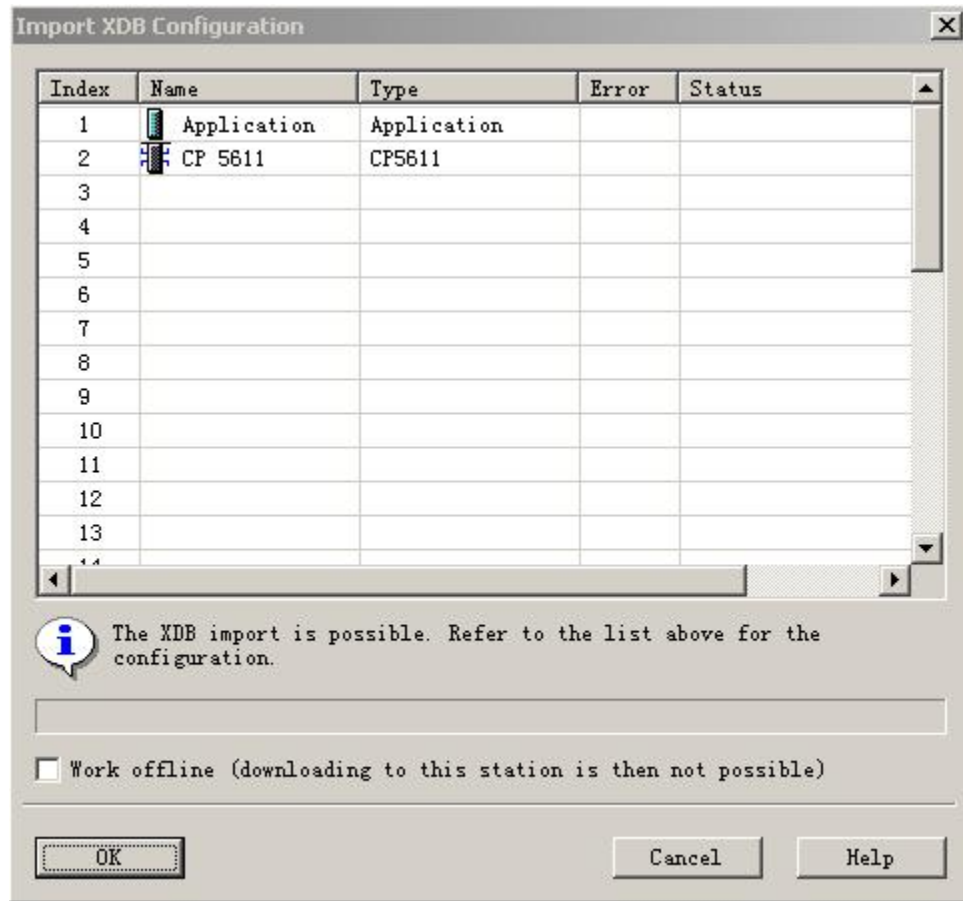 Import XDB Configuration
Index Name Type Error Status
1 Application Application
2 CP 5611 CP5611
3
4
5
6
7
8
9
10
11
12
13
14
The XDB import is possible. Refer to the list above for the
configuration.
Work offline (downloading to this station is then not possible)
OK Cancel Help